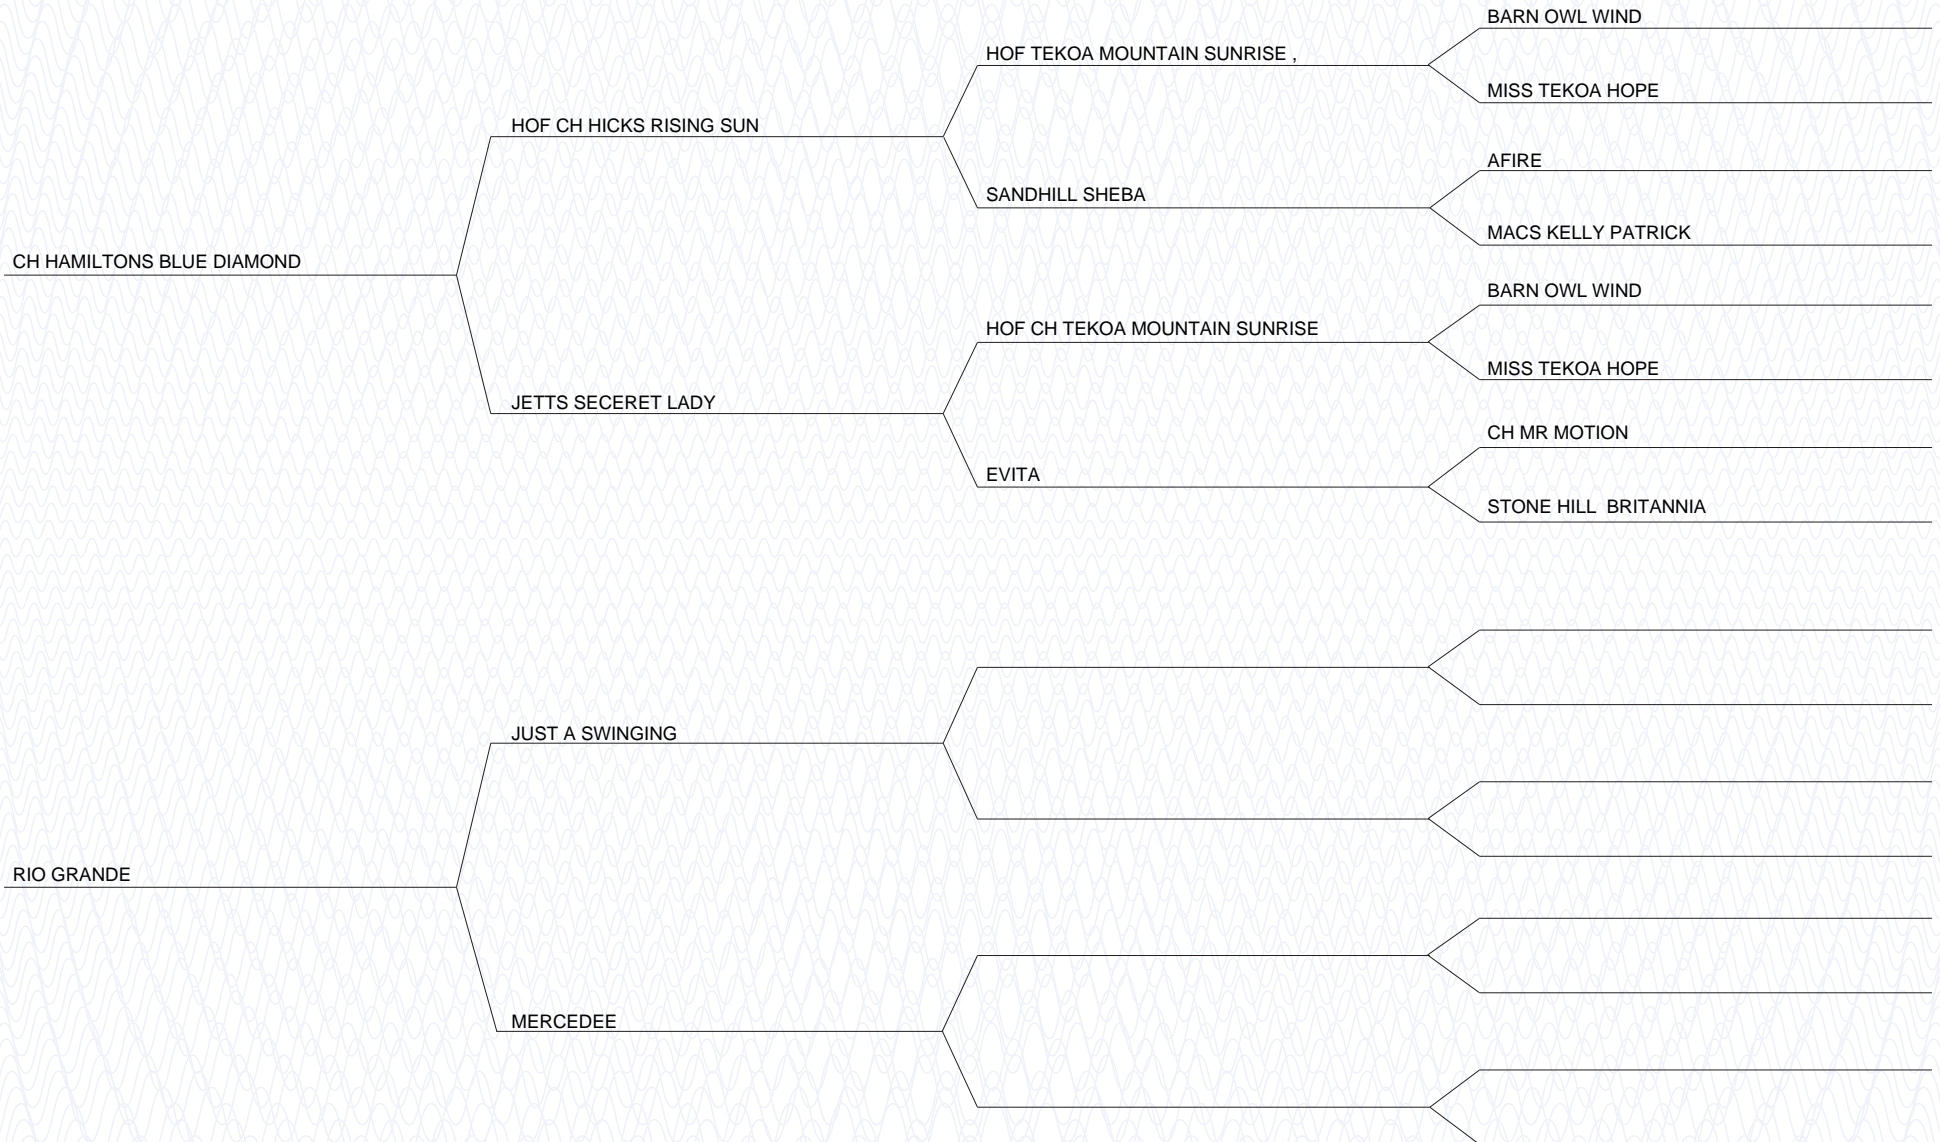 BARN OWL WIND
HOF TEKOA MOUNTAIN SUNRISE ,
MISS TEKOA HOPE
HOF CH HICKS RISING SUN
AFIRE
SANDHILL SHEBA
MACS KELLY PATRICK
CH HAMILTONS BLUE DIAMOND
BARN OWL WIND
HOF CH TEKOA MOUNTAIN SUNRISE
MISS TEKOA HOPE
JETTS SECERET LADY
CH MR MOTION
EVITA
STONE HILL  BRITANNIA
JUST A SWINGING
RIO GRANDE
MERCEDEE